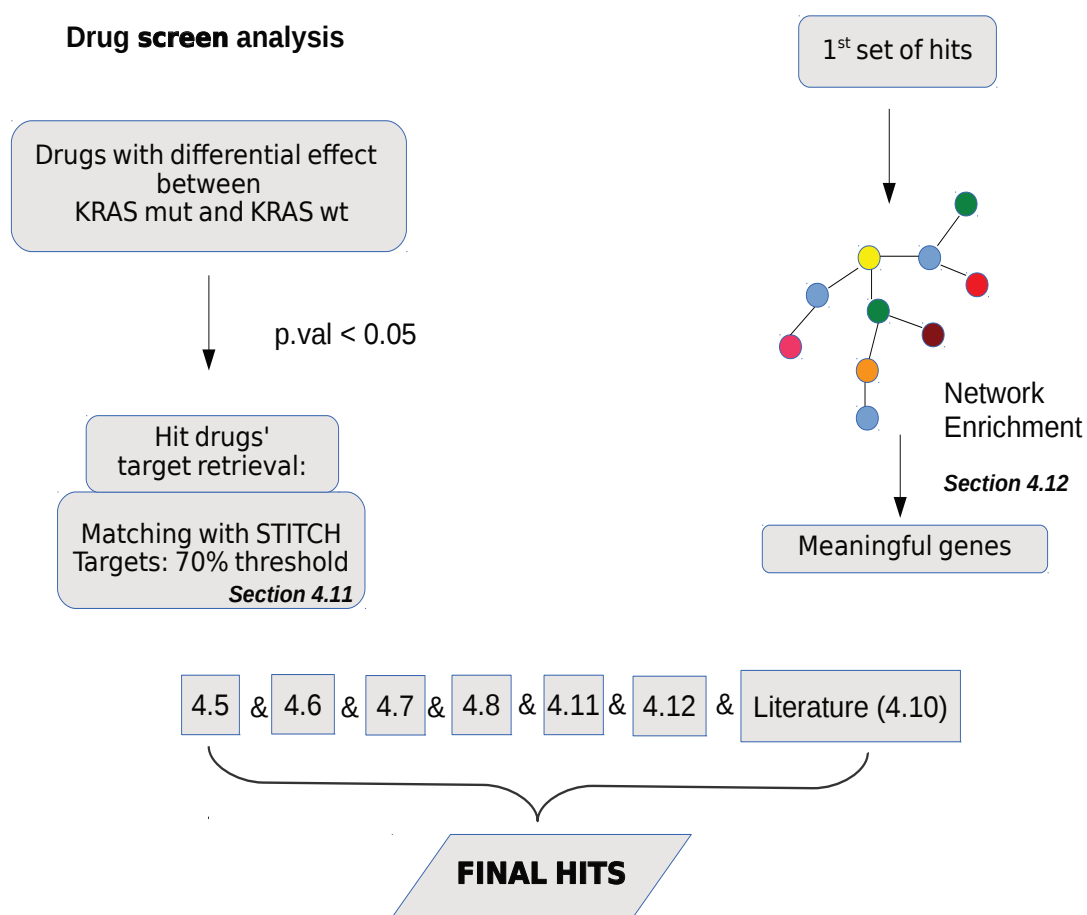 Drug screen analysis
Drugs with differential effect
between
KRAS mut and KRAS wt
p.val < 0.05
Hit drugs'
target retrieval:
Matching with STITCH
Targets: 70% threshold
Section 4.11
1st set of hits
Network
Enrichment
Section 4.12
Meaningful genes
4.5 & 4.6 & 4.7 & 4.8 & 4.11 & 4.12 & Literature (4.10)
FINAL HITS